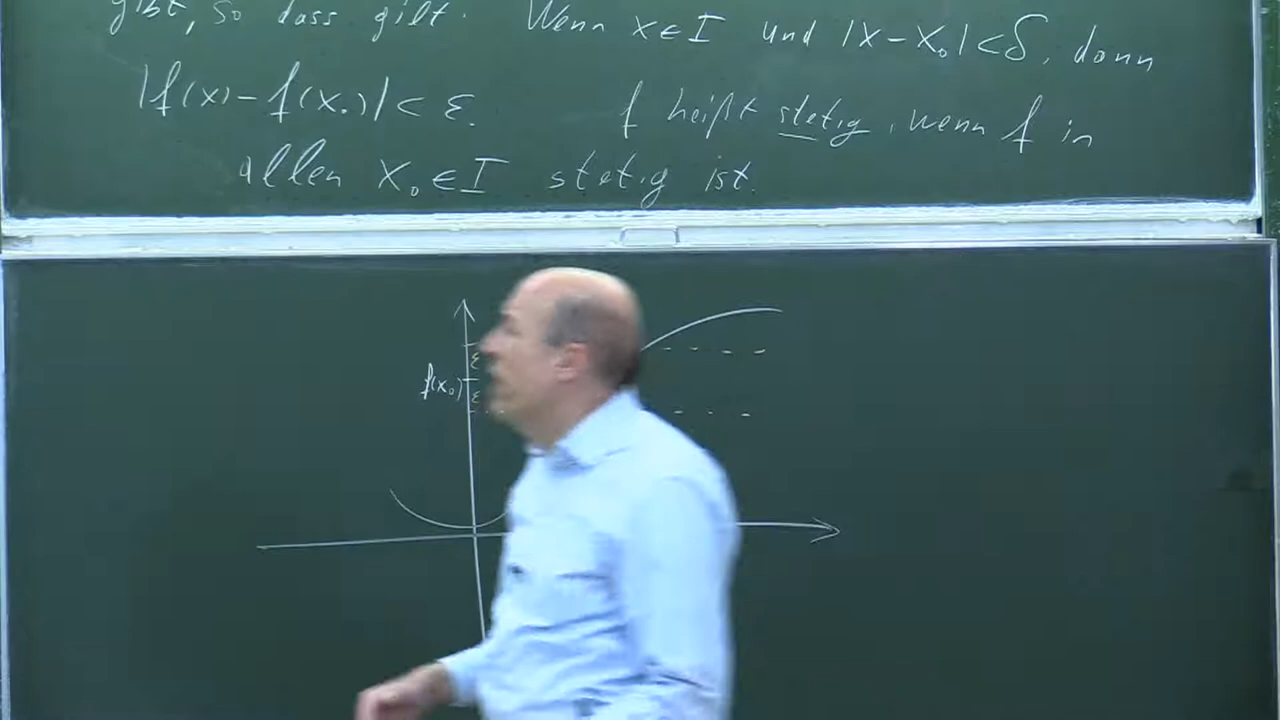 gibt, so dass gilt: Wenn x ∈ I und |x - x₀| < δ, dann
|f(x) - f(x₀)| < ε. f heißt stetig, wenn f in
allen x₀ ∈ I stetig ist.
ε
f(x₀)
ε